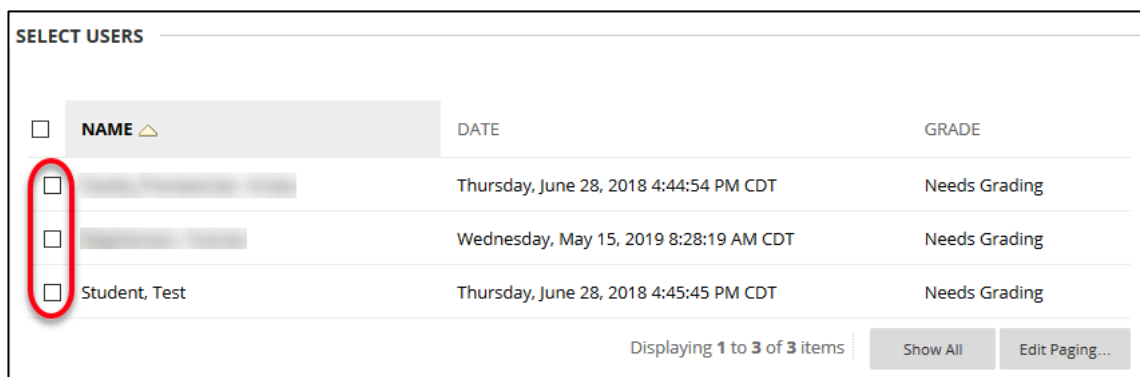 SELECT USERS
NAME DATE GRADE
Thursday, June 28, 2018 4:44:54 PM CDT Needs Grading
Wednesday, May 15, 2019 8:28:19 AM CDT Needs Grading
Student, Test Thursday, June 28, 2018 4:45:45 PM CDT Needs Grading
Displaying 1 to 3 of 3 items Show All Edit Paging...